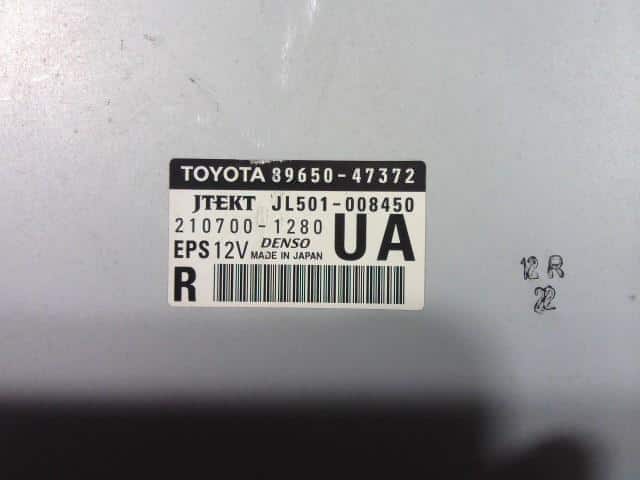 TOYOTA 89650-47372
JTEKT JL501-008450
210700-1280 UA
EPS 12V DENSO
MADE IN JAPAN
R
12 R
22